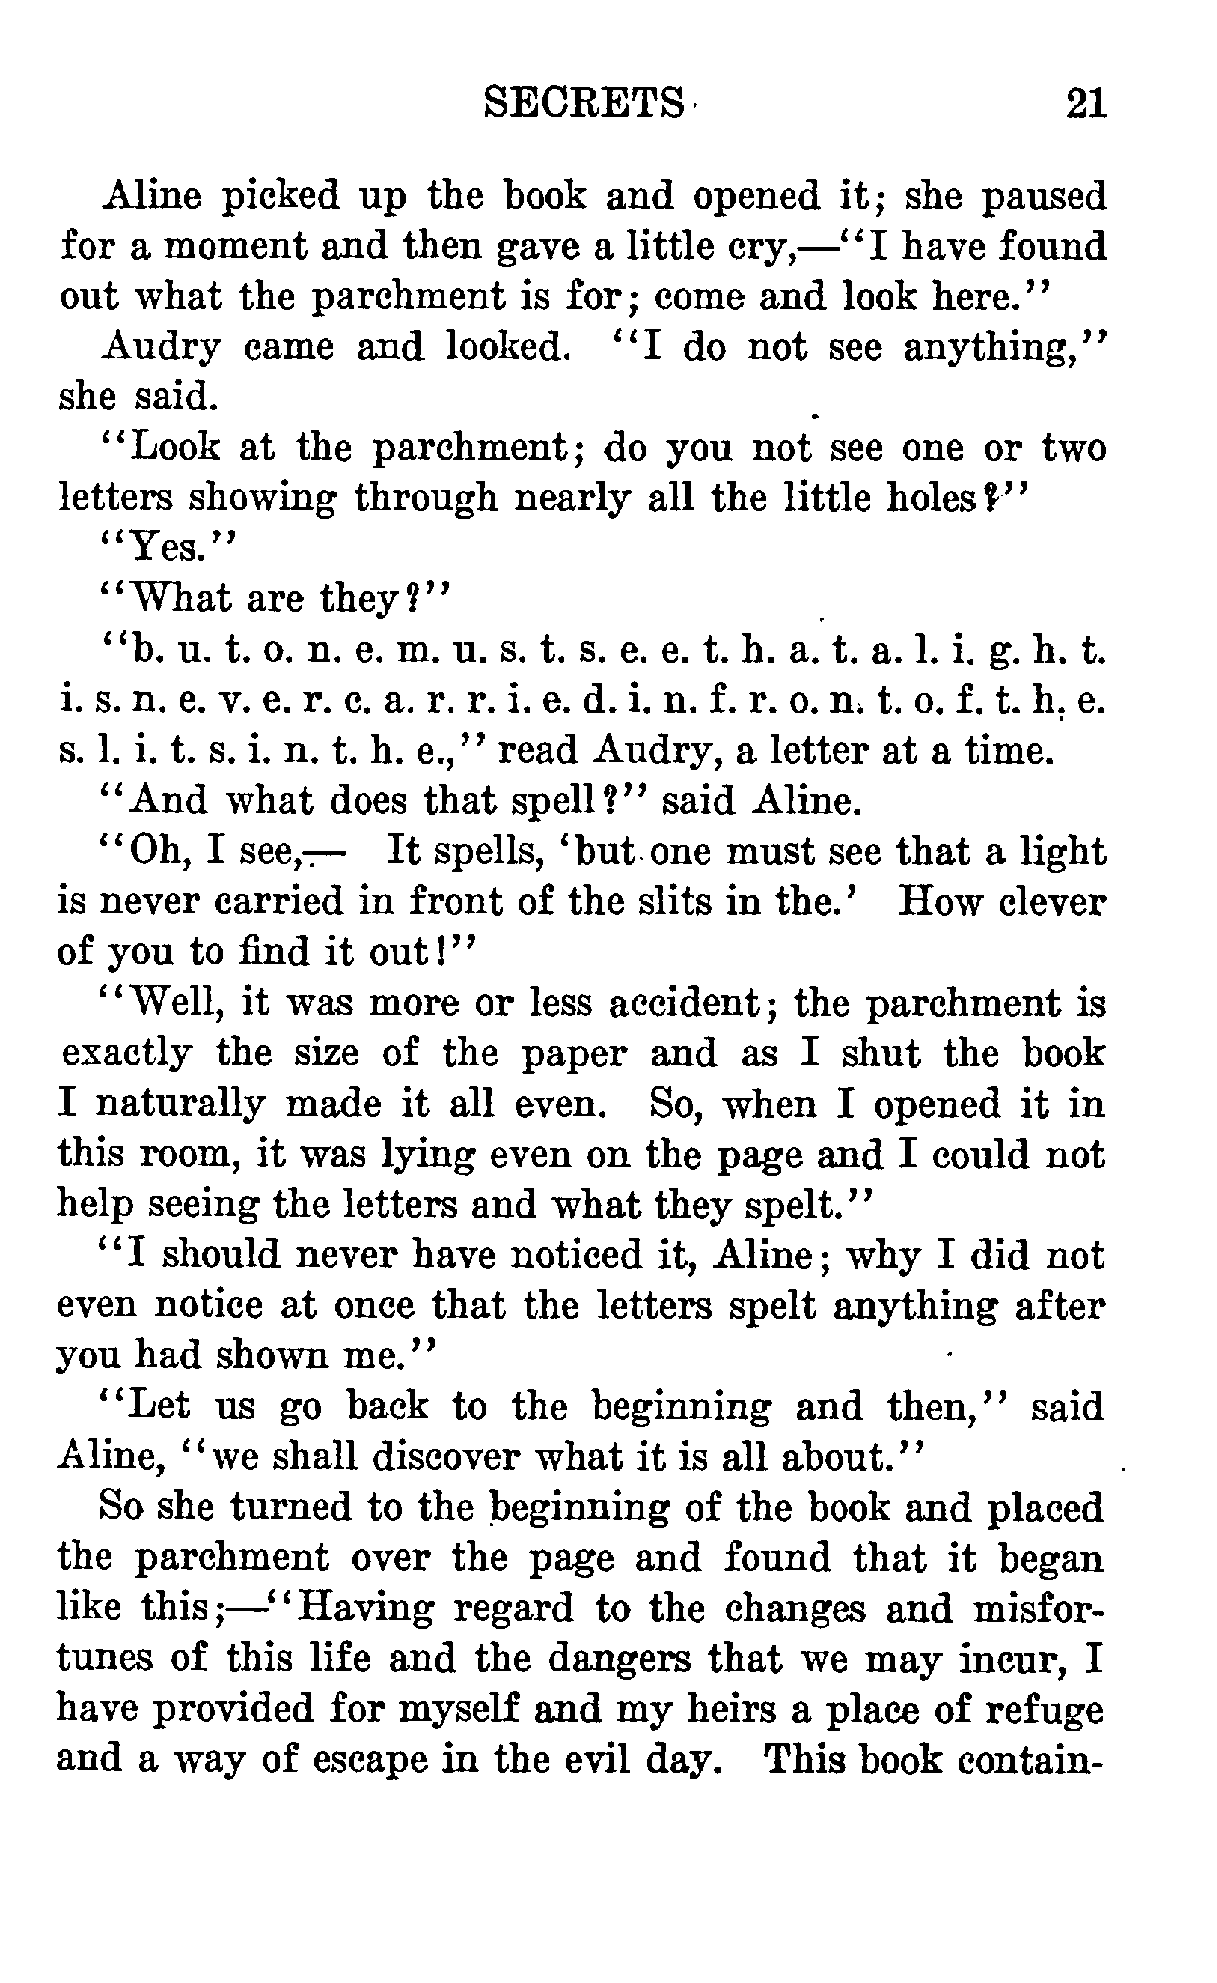 SECRETS 21
Aline picked up the book and opened it; she paused
for a moment and then gave a little cry,—"I have found
out what the parchment is for; come and look here."
Audry came and looked. "I do not see anything,"
she said.
"Look at the parchment; do you not see one or two
letters showing through nearly all the little holes?"
"Yes."
"What are they?"
"b. u. t. o. n. e. m. u. s. t. s. e. e. t. h. a. t. a. l. i. g. h. t.
i. s. n. e. v. e. r. c. a. r. r. i. e. d. i. n. f. r. o. n. t. o. f. t. h. e.
s. l. i. t. s. i. n. t. h. e.," read Audry, a letter at a time.
"And what does that spell?" said Aline.
"Oh, I see,— It spells, 'but one must see that a light
is never carried in front of the slits in the.' How clever
of you to find it out!"
"Well, it was more or less accident; the parchment is
exactly the size of the paper and as I shut the book
I naturally made it all even. So, when I opened it in
this room, it was lying even on the page and I could not
help seeing the letters and what they spelt."
"I should never have noticed it, Aline; why I did not
even notice at once that the letters spelt anything after
you had shown me."
"Let us go back to the beginning and then," said
Aline, "we shall discover what it is all about."
So she turned to the beginning of the book and placed
the parchment over the page and found that it began
like this;—"Having regard to the changes and misfor-
tunes of this life and the dangers that we may incur, I
have provided for myself and my heirs a place of refuge
and a way of escape in the evil day. This book contain-